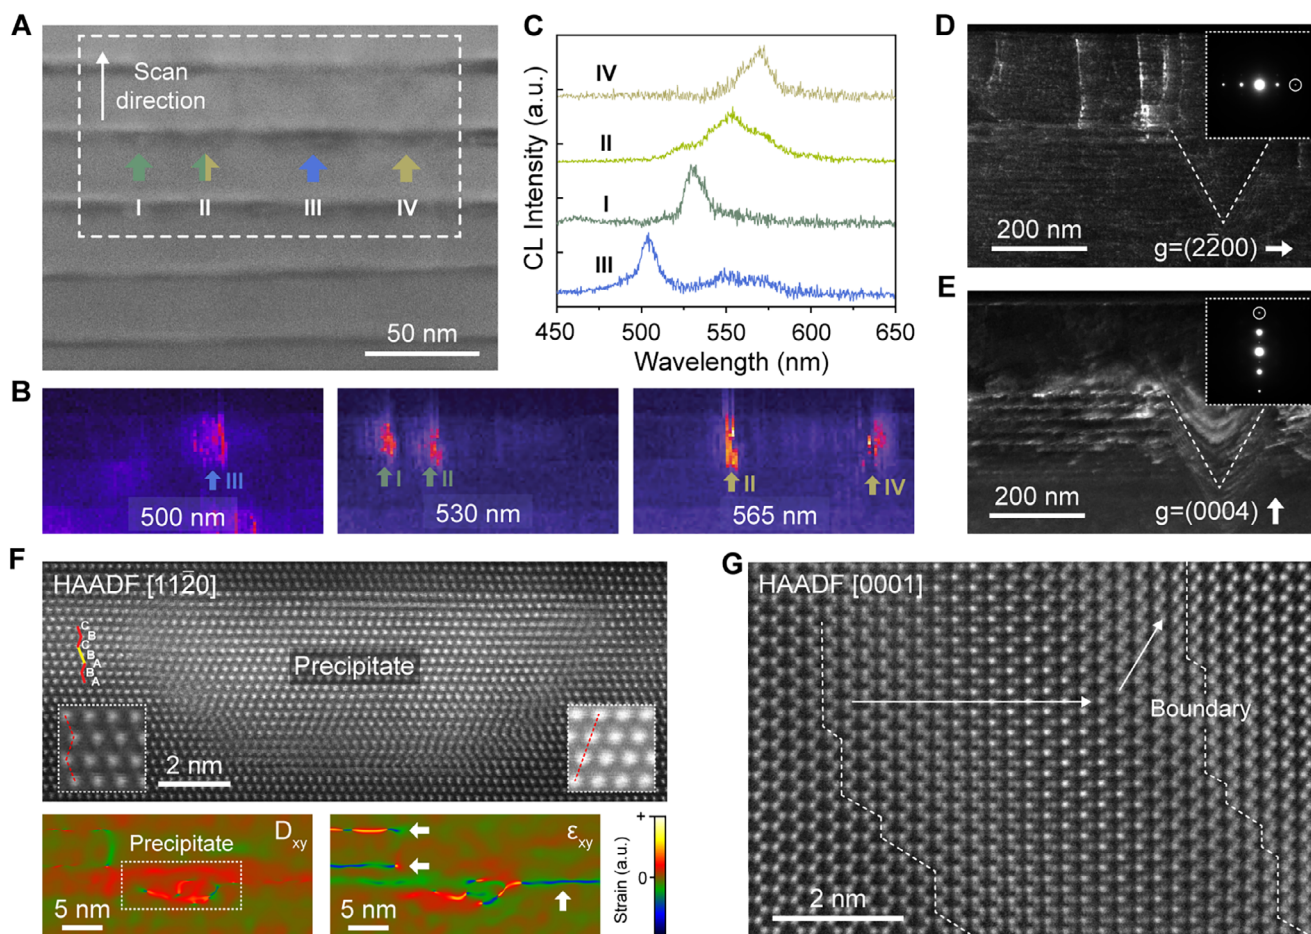 A
Scan
direction
I
II
III
IV
50 nm
B
III
500 nm
I
II
530 nm
II
IV
565 nm
C
CL Intensity (a.u.)
IV
II
I
III
450
500
550
600
650
Wavelength (nm)
D
200 nm
g=(22̄00)
E
200 nm
g=(0004)
F
HAADF [112̄0]
C
B
C
B
A
B
A
Precipitate
2 nm
Precipitate
Dxy
5 nm
εxy
5 nm
Strain (a.u.)
+
0
-
G
HAADF [0001]
Boundary
2 nm